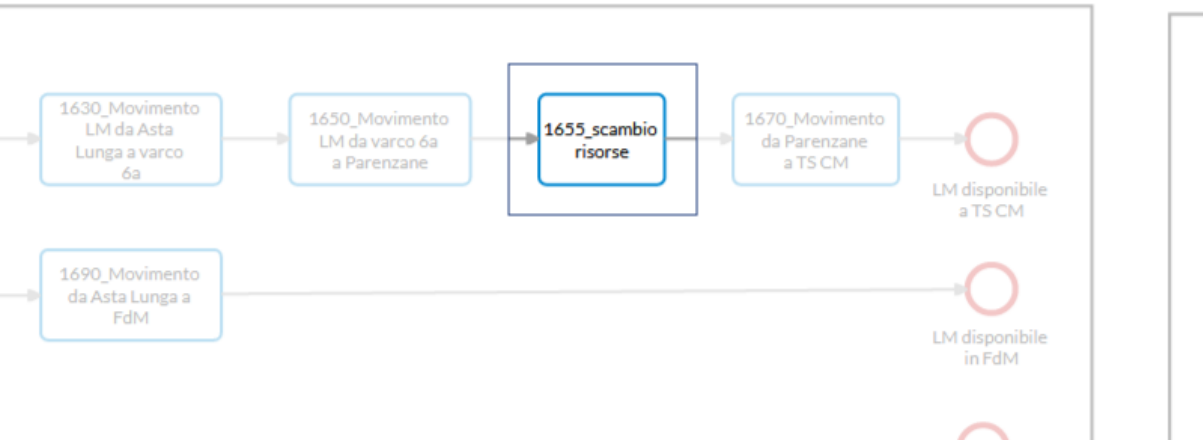 1630_Movimento
LM da Asta
Lunga a varco
6a
1650_Movimento
LM da varco 6a
a Parenzane
1655_scambio
risorse
1670_Movimento
da Parenzane
a TS CM
LM disponibile
a TS CM
1690_Movimento
da Asta Lunga a
FdM
LM disponibile
in FdM